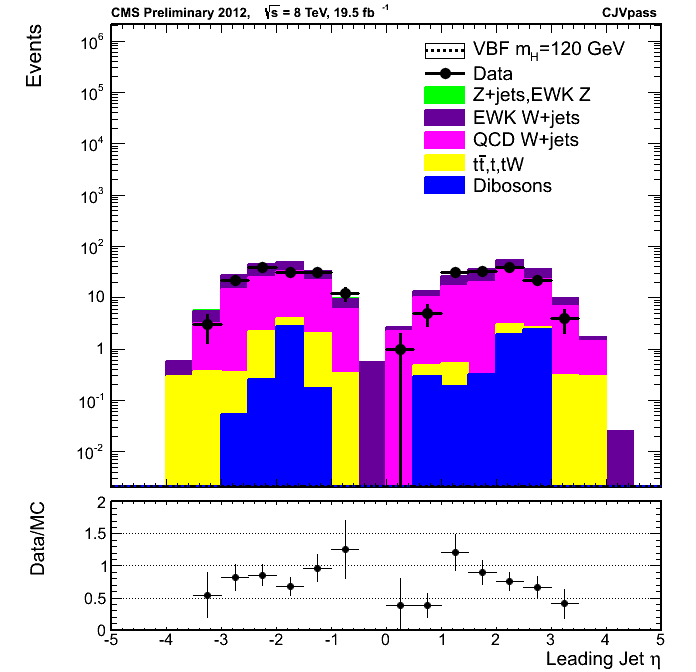 CMS Preliminary 2012, √s = 8 TeV, 19.5 fb⁻¹ CJVpass
Events
10⁶
10⁵
10⁴
10³
10²
10
1
10⁻¹
10⁻²
VBF m_H=120 GeV
Data
Z+jets,EWK Z
EWK W+jets
QCD W+jets
tt̄,t,tW
Dibosons
Data/MC
2
1.5
1
0.5
0
-5 -4 -3 -2 -1 0 1 2 3 4 5
Leading Jet η